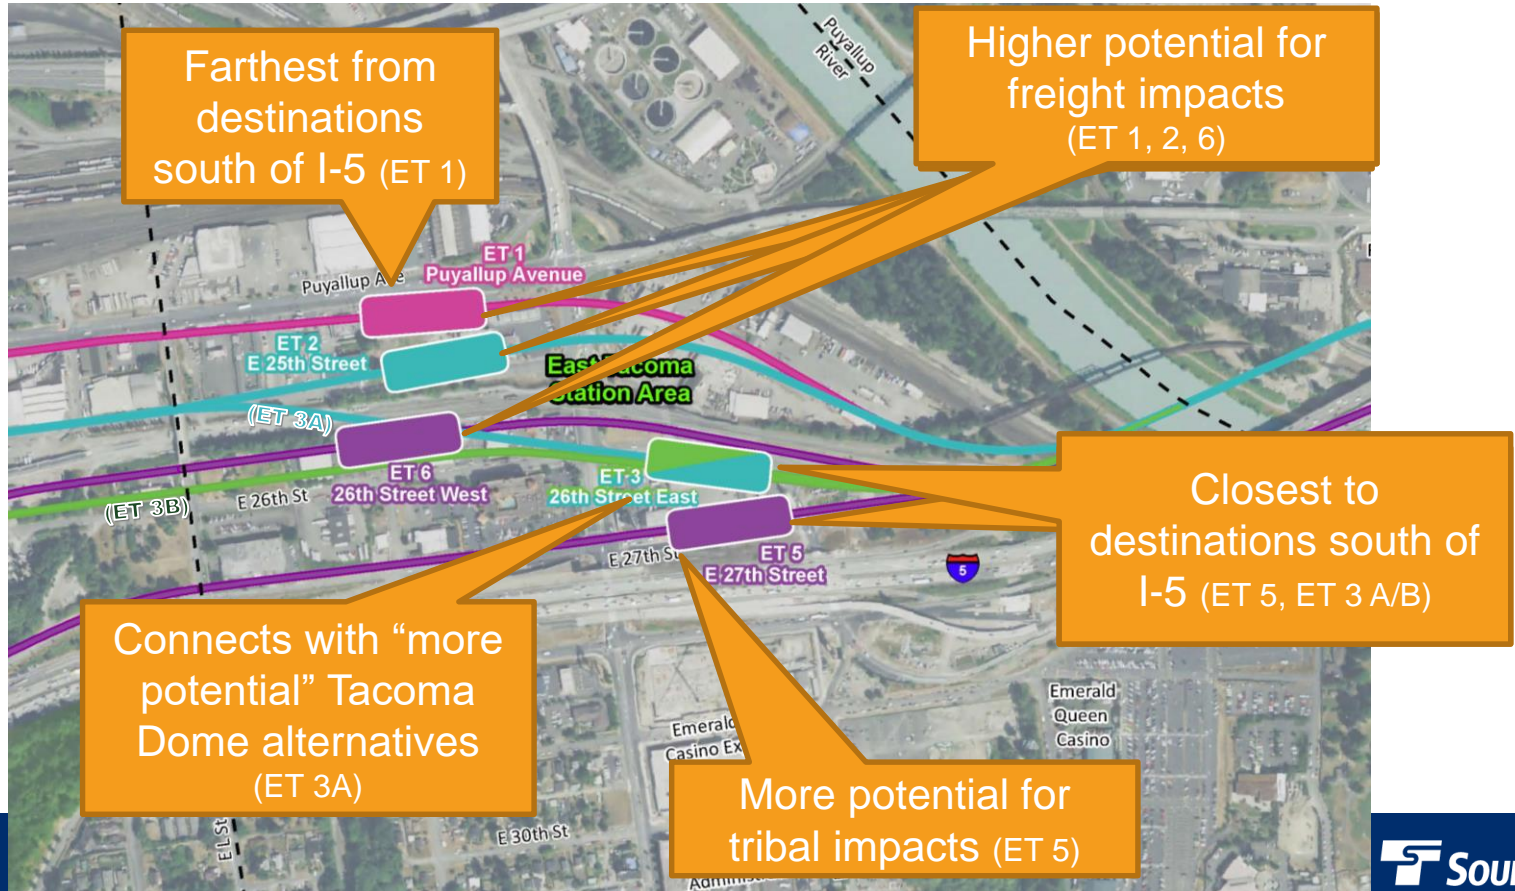 Farthest from
destinations
south of I-5 (ET 1)
Higher potential for
freight impacts
(ET 1, 2, 6)
Puyallup
River
ET 1
Puyallup Avenue
Puyallup
ET 2
E 25th Street
East Tacoma
Station Area
(ET 3A)
ET 6
26th Street West
ET 3
26th Street East
(ET 3B)
E 26th St
E 27th
ET 5
E 27th Street
5
Closest to
destinations south of
I-5 (ET 5, ET 3 A/B)
Connects with “more
potential” Tacoma
Dome alternatives
(ET 3A)
More potential for
tribal impacts (ET 5)
Emerald
Queen
Casino
Casino
E L St
E 30th St